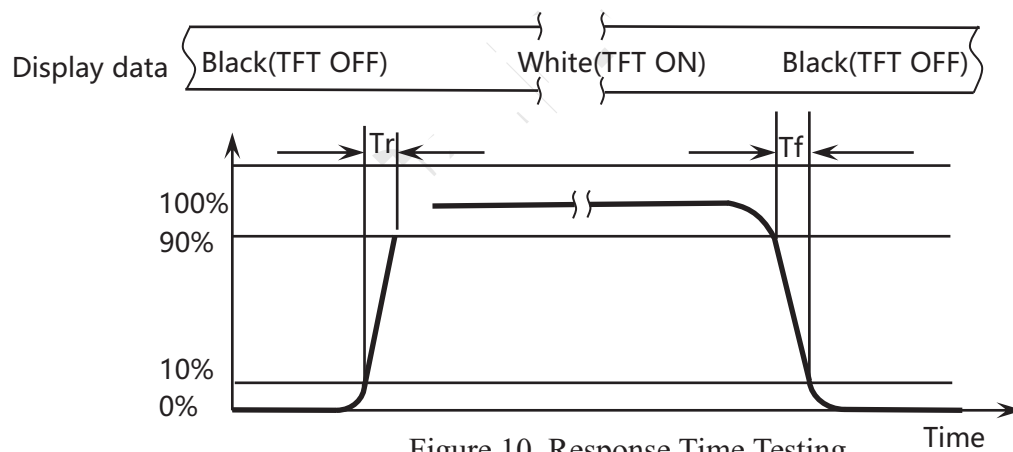 Display data
Black(TFT OFF)
White(TFT ON)
Black(TFT OFF)
Tr
Tf
100%
90%
10%
0%
Time
Figure 10. Response Time Testing